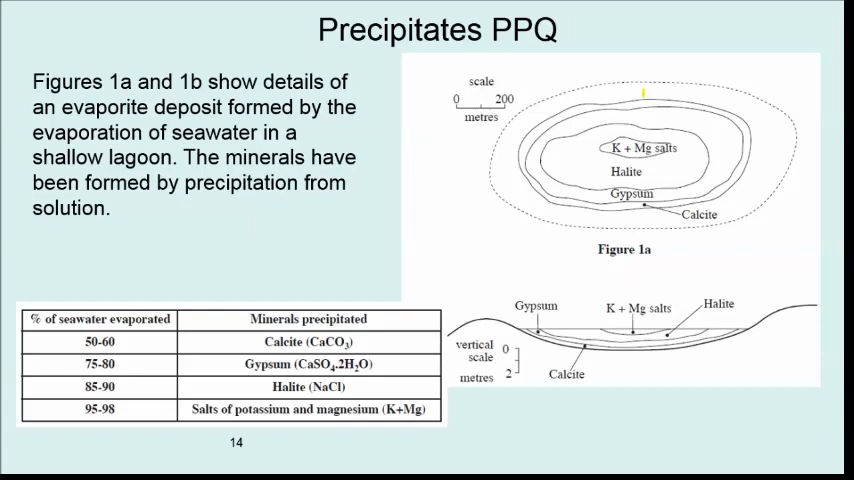 Precipitates PPQ
Figures 1a and 1b show details of
an evaporite deposit formed by the
evaporation of seawater in a
shallow lagoon. The minerals have
been formed by precipitation from
solution.
scale
0 200
metres
K + Mg salts
Halite
Gypsum
Calcite
Figure 1a
Gypsum K + Mg salts Halite
vertical
scale
metres
0
2
Calcite
% of seawater evaporated Minerals precipitated
50-60 Calcite (CaCO₃)
75-80 Gypsum (CaSO₄.2H₂O)
85-90 Halite (NaCl)
95-98 Salts of potassium and magnesium (K+Mg)
14